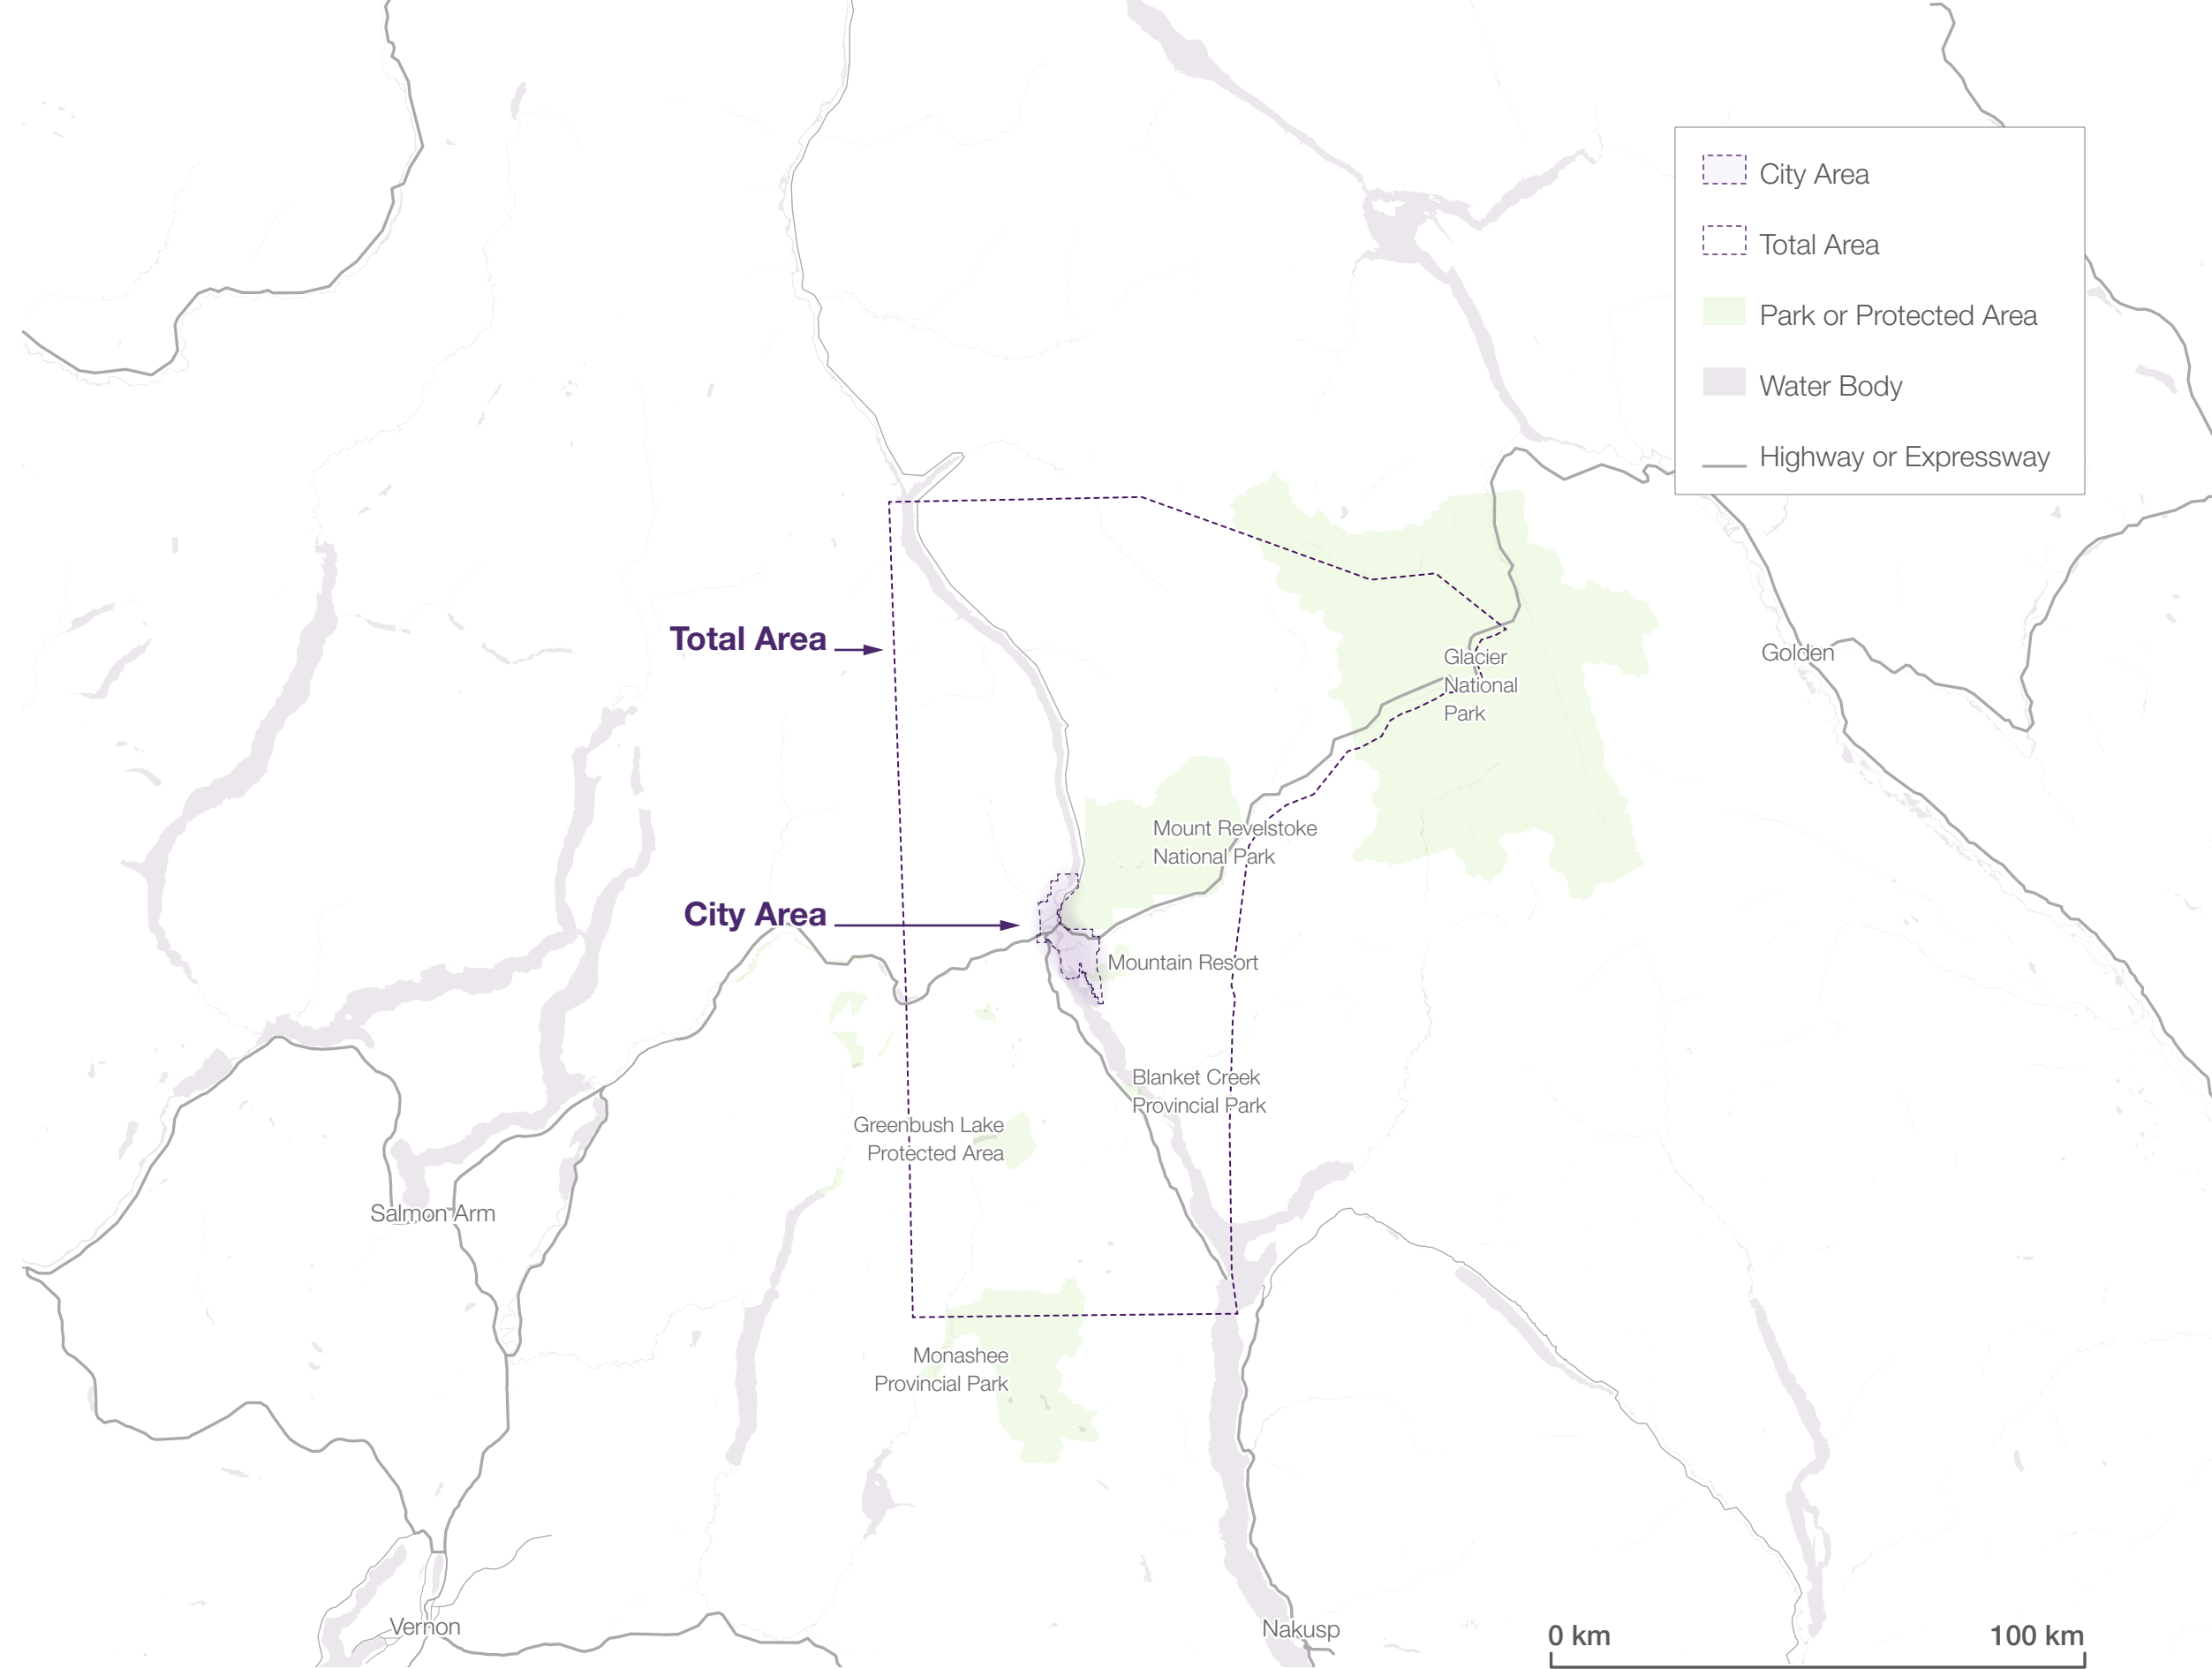 City Area
Total Area
Park or Protected Area
Water Body
Highway or Expressway
Total Area
Glacier
National
Park
Golden
Mount Revelstoke
National Park
City Area
Mountain Resort
Blanket Creek
Provincial Park
Greenbush Lake
Protected Area
Salmon Arm
Monashee
Provincial Park
Vernon
Nakusp
0 km
100 km